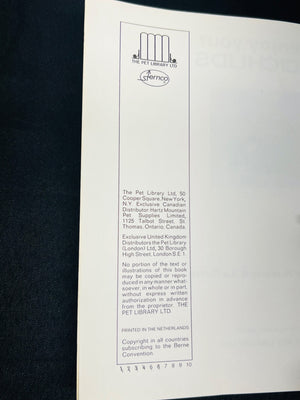 THE PET LIBRARY LTD
Sternco
The Pet Library Ltd, 50
Cooper Square, New York,
N.Y. Exclusive Canadian
Distributor Hartz Mountain
Pet Supplies Limited,
1125 Talbot Street, St.
Thomas, Ontario, Canada.
Exclusive United Kingdom
Distributors the Pet Library
(London) Ltd, 30 Borough
High Street, London S.E.1.
No portion of the text or
illustrations of this book
may be copied or reprod-
uced in any manner whats-
oever, in whole or in part,
without express written
authorization in advance
from the proprietor THE
PET LIBRARY LTD.
PRINTED IN THE NETHERLANDS
Copyright in all countries
subscribing to the Berne
Convention
1 2 3 4 5 6 7 8 9 10